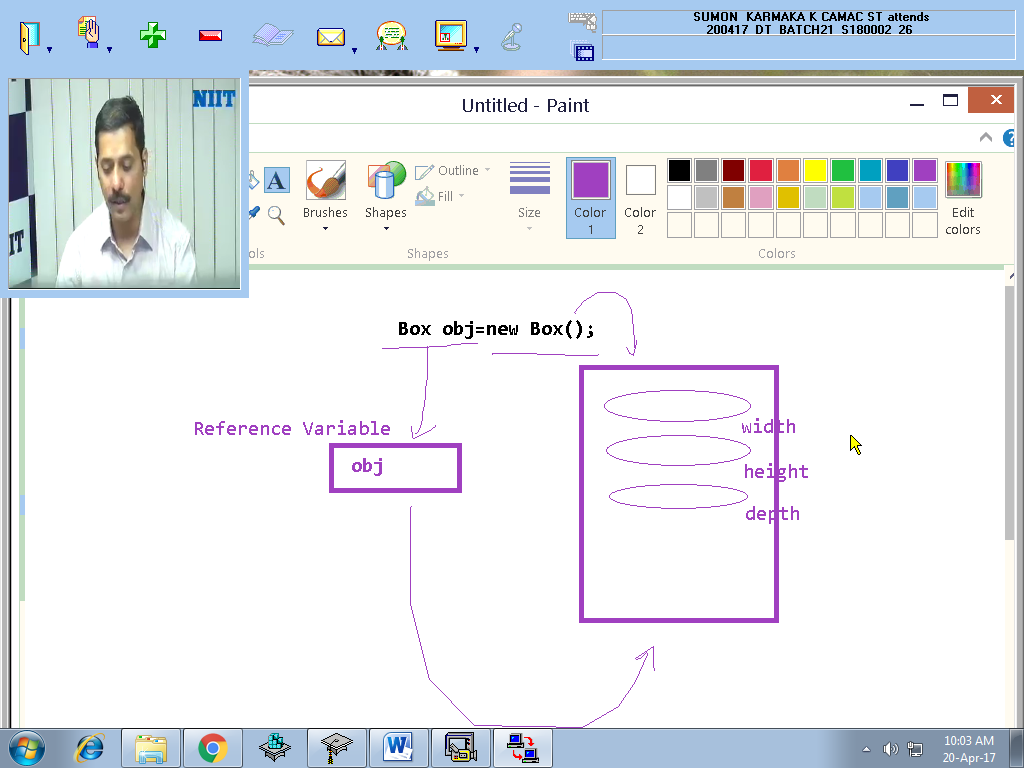 SUMON KARMAKA K CAMAC ST attends
200417 DT BATCH21 S180002 26
NIIT
Untitled - Paint
A
Outline
Fill
Brushes
Shapes
Size
Color
1
Color
2
Edit
colors
ols
Shapes
Colors
Box obj=new Box();
Reference Variable
obj
width
height
depth
10:03 AM
20-Apr-17